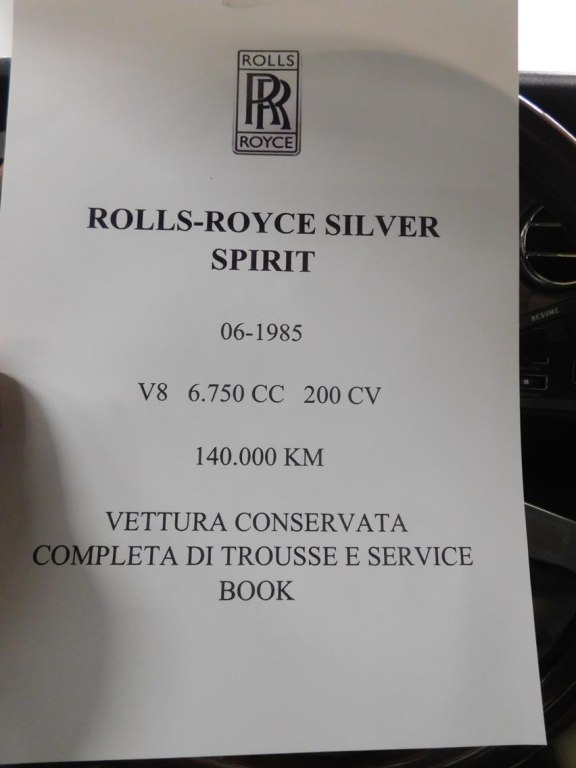 ROLLS
RR
ROYCE
ROLLS-ROYCE SILVER
SPIRIT
06-1985
V8 6.750 CC 200 CV
140.000 KM
VETTURA CONSERVATA
COMPLETA DI TROUSSE E SERVICE
BOOK
RESUME